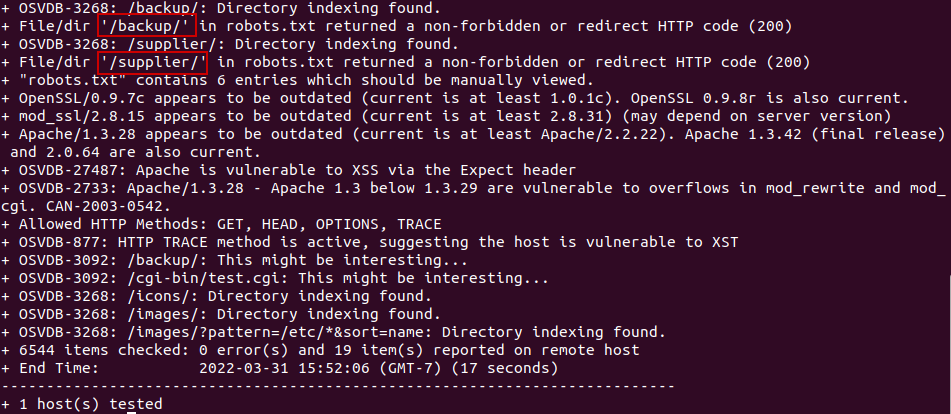 + OSVDB-3268: /backup/: Directory indexing found.
+ File/dir '/backup/' in robots.txt returned a non-forbidden or redirect HTTP code (200)
+ OSVDB-3268: /supplier/: Directory indexing found.
+ File/dir '/supplier/' in robots.txt returned a non-forbidden or redirect HTTP code (200)
+ "robots.txt" contains 6 entries which should be manually viewed.
+ OpenSSL/0.9.7c appears to be outdated (current is at least 1.0.1c). OpenSSL 0.9.8r is also current.
+ mod_ssl/2.8.15 appears to be outdated (current is at least 2.8.31) (may depend on server version)
+ Apache/1.3.28 appears to be outdated (current is at least Apache/2.2.22). Apache 1.3.42 (final release)
and 2.0.64 are also current.
+ OSVDB-27487: Apache is vulnerable to XSS via the Expect header
+ OSVDB-2733: Apache/1.3.28 - Apache 1.3 below 1.3.29 are vulnerable to overflows in mod_rewrite and mod_
cgi. CAN-2003-0542.
+ Allowed HTTP Methods: GET, HEAD, OPTIONS, TRACE
+ OSVDB-877: HTTP TRACE method is active, suggesting the host is vulnerable to XST
+ OSVDB-3092: /backup/: This might be interesting...
+ OSVDB-3092: /cgi-bin/test.cgi: This might be interesting...
+ OSVDB-3268: /icons/: Directory indexing found.
+ OSVDB-3268: /images/: Directory indexing found.
+ OSVDB-3268: /images/?pattern=/etc/*&sort=name: Directory indexing found.
+ 6544 items checked: 0 error(s) and 19 item(s) reported on remote host
+ End Time: 2022-03-31 15:52:06 (GMT-7) (17 seconds)
---------------------------------------------------------------------------
+ 1 host(s) tested